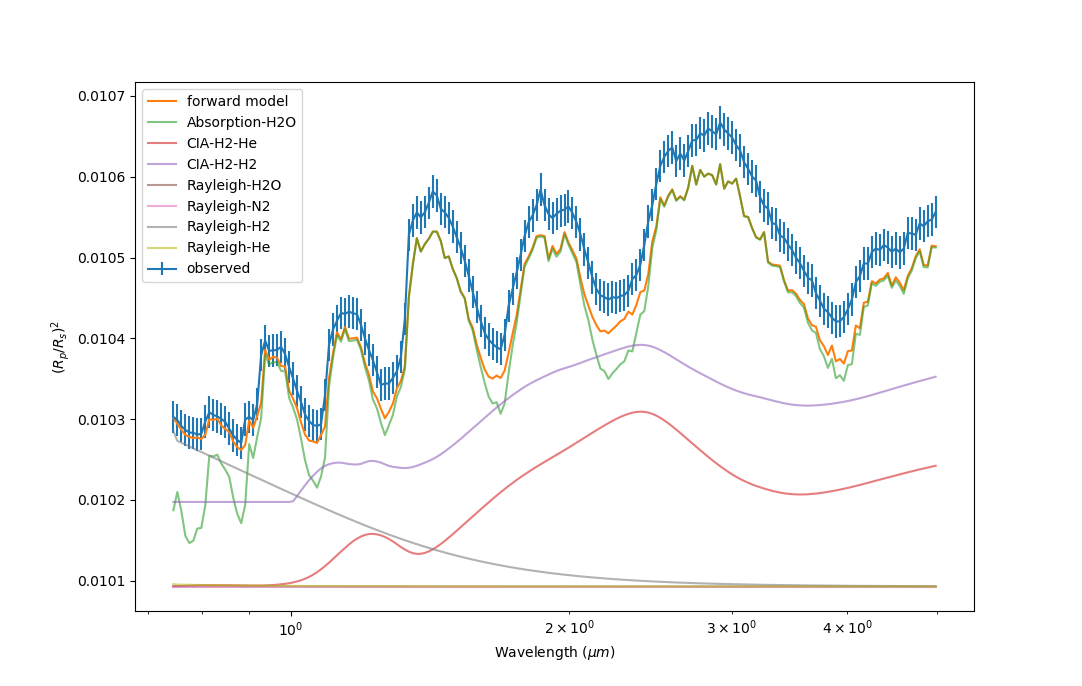 0.0107
0.0106
0.0105
0.0104
0.0103
0.0102
0.0101
(Rp/Rs)²
forward model
Absorption-H2O
CIA-H2-He
CIA-H2-H2
Rayleigh-H2O
Rayleigh-N2
Rayleigh-H2
Rayleigh-He
observed
10⁰
2 × 10⁰
3 × 10⁰
4 × 10⁰
Wavelength (μm)